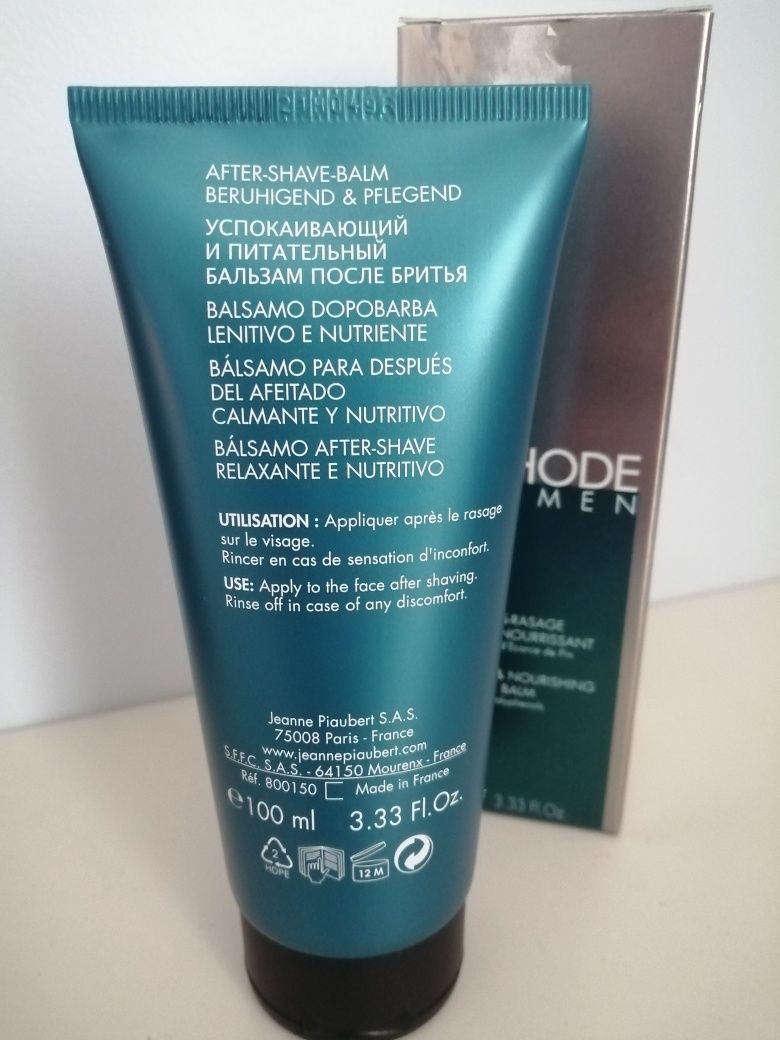 AFTER-SHAVE-BALM
BERUHIGEND & PFLEGEND
УСПОКАИВАЮЩИЙ
И ПИТАТЕЛЬНЫЙ
БАЛЬЗАМ ПОСЛЕ БРИТЬЯ
BALSAMO DOPOBARBA
LENITIVO E NUTRIENTE
BÁLSAMO PARA DESPUÉS
DEL AFEITADO
CALMANTE Y NUTRITIVO
BÁLSAMO AFTER-SHAVE
RELAXANTE E NUTRITIVO
UTILISATION : Appliquer après le rasage
sur le visage.
Rincer en cas de sensation d'inconfort.
USE: Apply to the face after shaving.
Rinse off in case of any discomfort.
Jeanne Piaubert S.A.S.
75008 Paris - France
www.jeannepiaubert.com
S.F.F.C. S.A.S. - 64150 Mourenx - France
Réf. 800150 Made in France
e100 ml 3.33 Fl.Oz.
2
HDPE
12 M
HODE
MEN
RASAGE
NOURRISSANT
& NOURISHING
BALM
3.33 Fl.Oz.